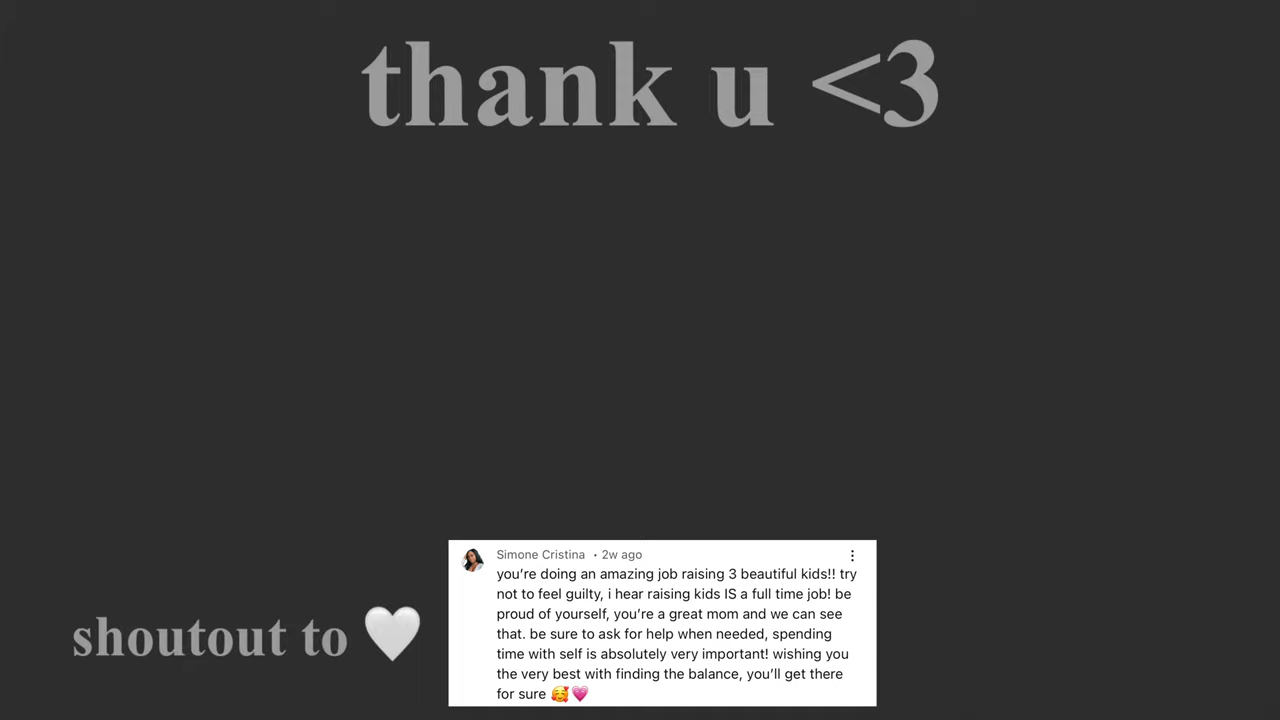 thank u <3
shoutout to 🤍
Simone Cristina • 2w ago
you’re doing an amazing job raising 3 beautiful kids!! try
not to feel guilty, i hear raising kids IS a full time job! be
proud of yourself, you’re a great mom and we can see
that. be sure to ask for help when needed, spending
time with self is absolutely very important! wishing you
the very best with finding the balance, you’ll get there
for sure 🥰💗